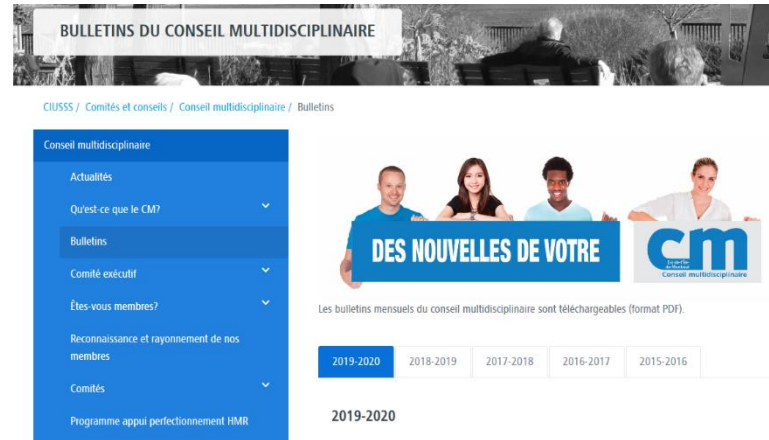 BULLETINS DU CONSEIL MULTIDISCIPLINAIRE
CIUSSS / Comités et conseils / Conseil multidisciplinaire / Bulletins
Conseil multidisciplinaire
Actualités
Qu'est-ce que le CM?
Bulletins
Comité exécutif
Êtes-vous membres?
Reconnaissance et rayonnement de nos
membres
Comités
Programme appui perfectionnement HMR
DES NOUVELLES DE VOTRE
cm
Conseil multidisciplinaire
Les bulletins mensuels du conseil multidisciplinaire sont téléchargeables (format PDF).
2019-2020 2018-2019 2017-2018 2016-2017 2015-2016
2019-2020